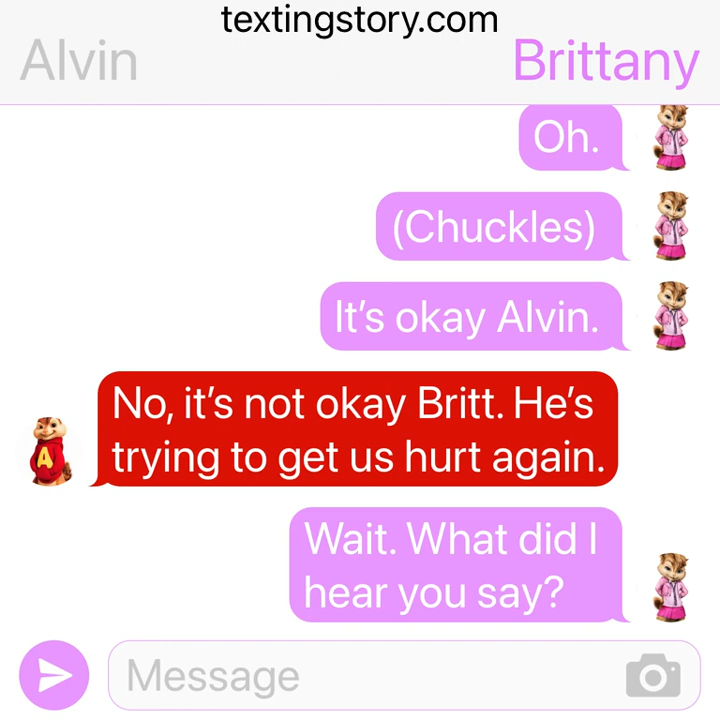 textingstory.com
Alvin
Brittany
Oh.
(Chuckles)
It's okay Alvin.
No, it's not okay Britt. He's
trying to get us hurt again.
A
Wait. What did I
hear you say?
Message